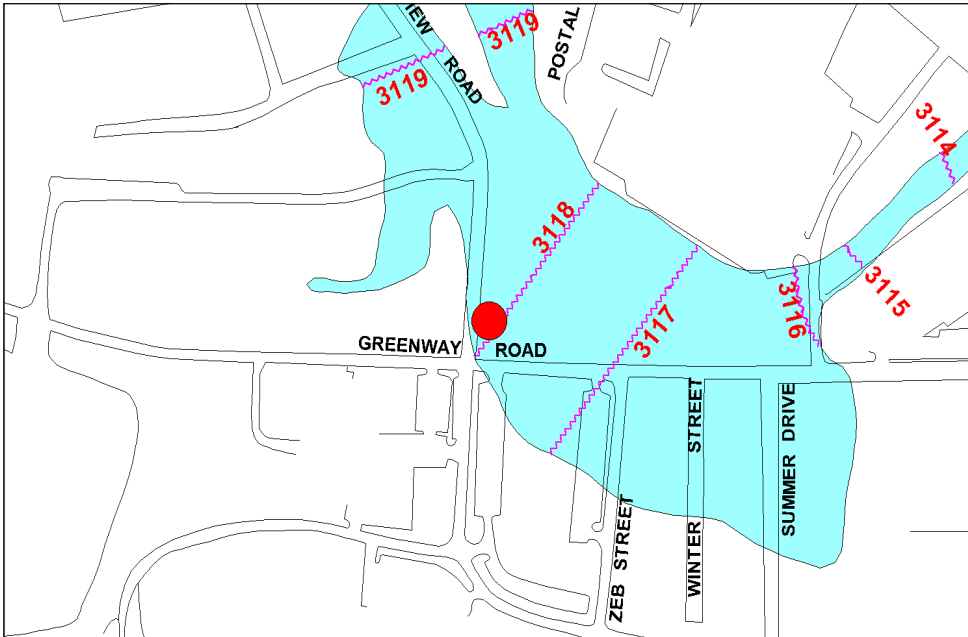 IEW ROAD
3119
3119
POSTAL
3114
3118
3115
3116
3117
GREENWAY ROAD
ZEB STREET
WINTER STREET
SUMMER DRIVE